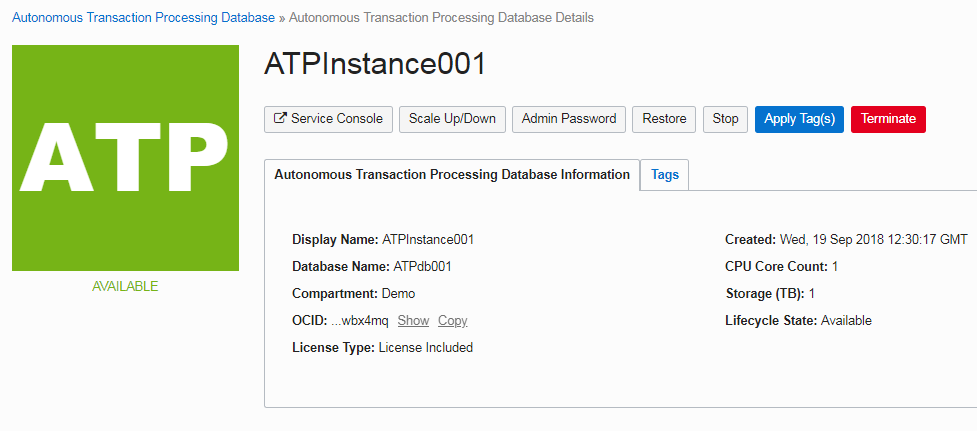 Autonomous Transaction Processing Database » Autonomous Transaction Processing Database Details
ATP
AVAILABLE
ATPInstance001
Service Console Scale Up/Down Admin Password Restore Stop Apply Tag(s) Terminate
Autonomous Transaction Processing Database Information Tags
Display Name: ATPInstance001
Database Name: ATPdb001
Compartment: Demo
OCID: ...wbx4mq Show Copy
License Type: License Included
Created: Wed, 19 Sep 2018 12:30:17 GMT
CPU Core Count: 1
Storage (TB): 1
Lifecycle State: Available